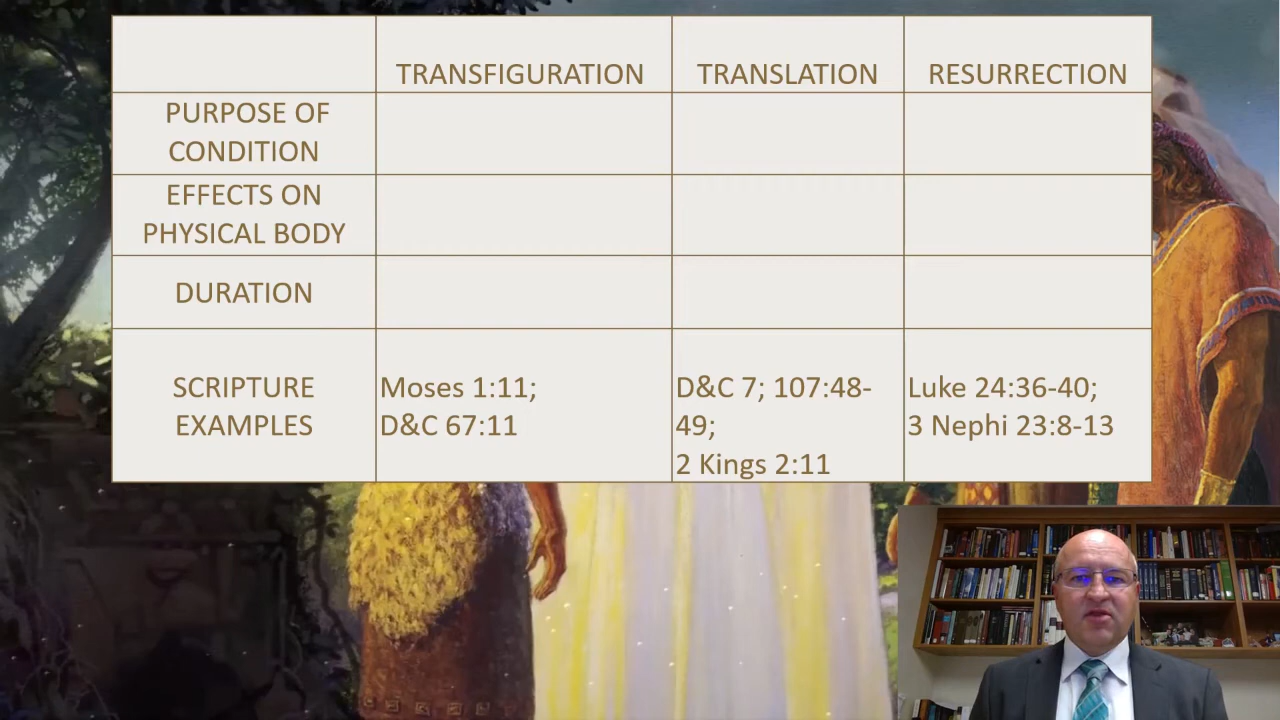 TRANSFIGURATION TRANSLATION RESURRECTION
PURPOSE OF
CONDITION
EFFECTS ON
PHYSICAL BODY
DURATION
SCRIPTURE
EXAMPLES
Moses 1:11;
D&C 67:11
D&C 7; 107:48-
49;
2 Kings 2:11
Luke 24:36-40;
3 Nephi 23:8-13